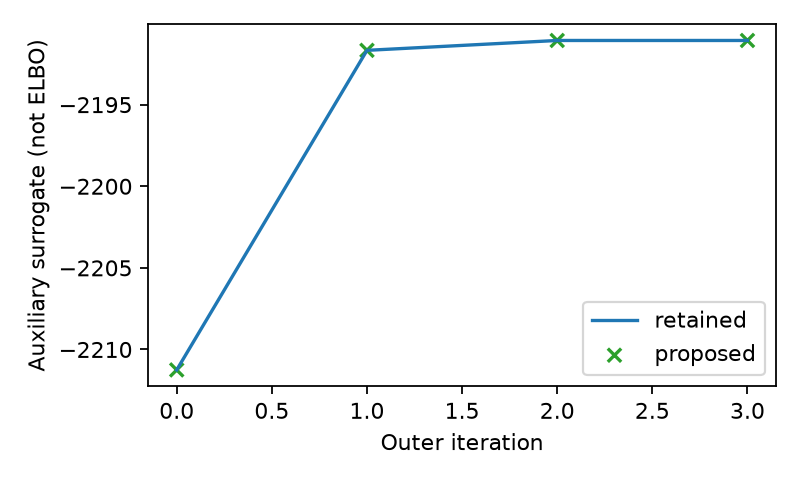 Auxiliary surrogate (not ELBO)
−2195
−2200
−2205
−2210
retained
proposed
0.0 0.5 1.0 1.5 2.0 2.5 3.0
Outer iteration